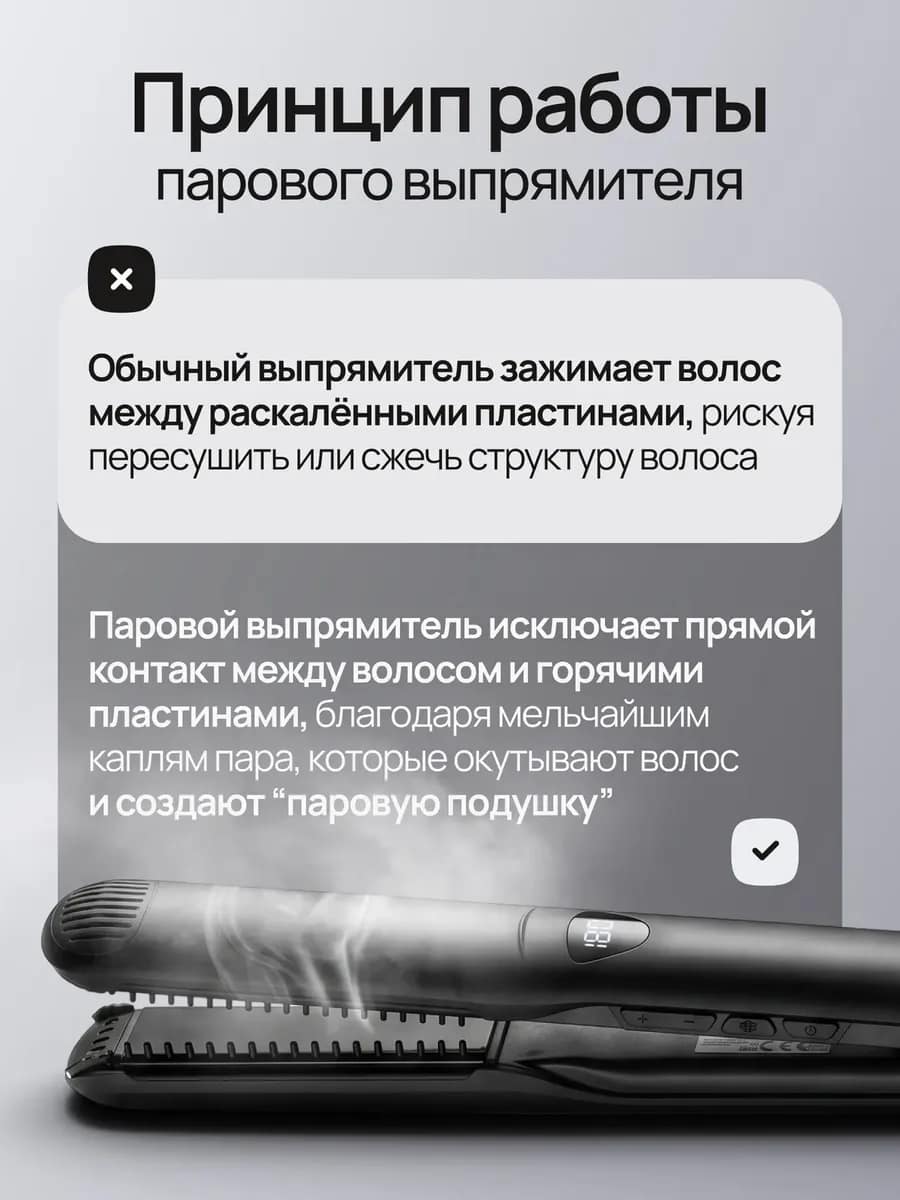 Принцип работы
парового выпрямителя
Обычный выпрямитель зажимает волос
между раскалёнными пластинами, рискуя
пересушить или сжечь структуру волоса
Паровой выпрямитель исключает прямой
контакт между волосом и горячими
пластинами, благодаря мельчайшим
каплям пара, которые окутывают волос
и создают “паровую подушку”
180
+ −